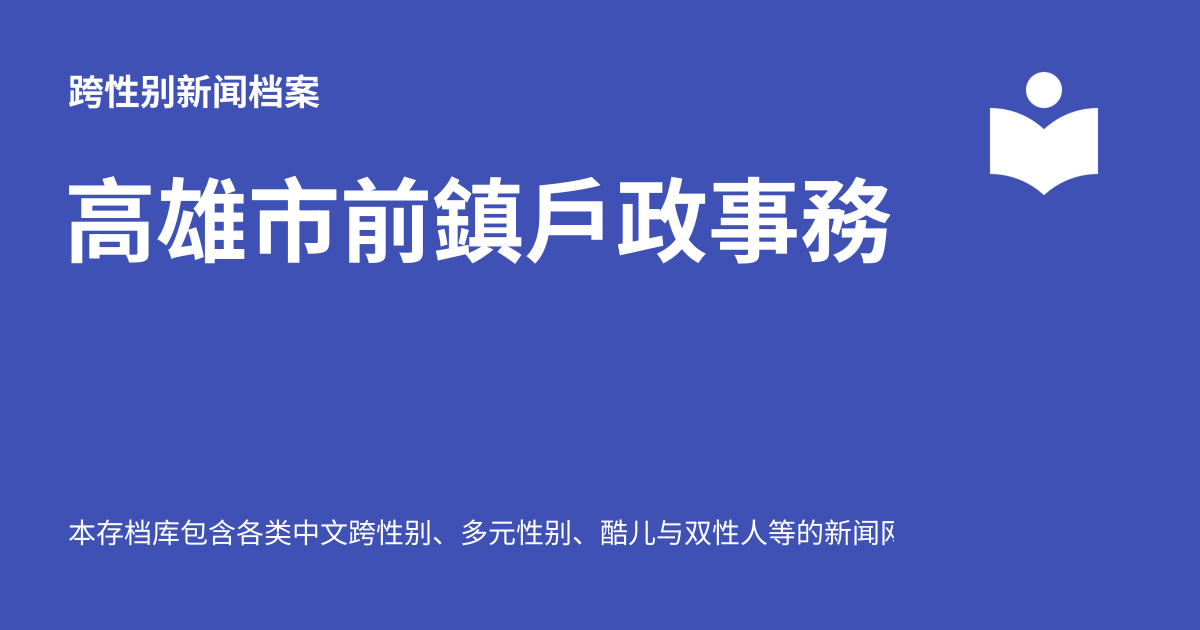 跨性别新闻档案
高雄市前鎮戶政事務
本存档库包含各类中文跨性别、多元性别、酷儿与双性人等的新闻